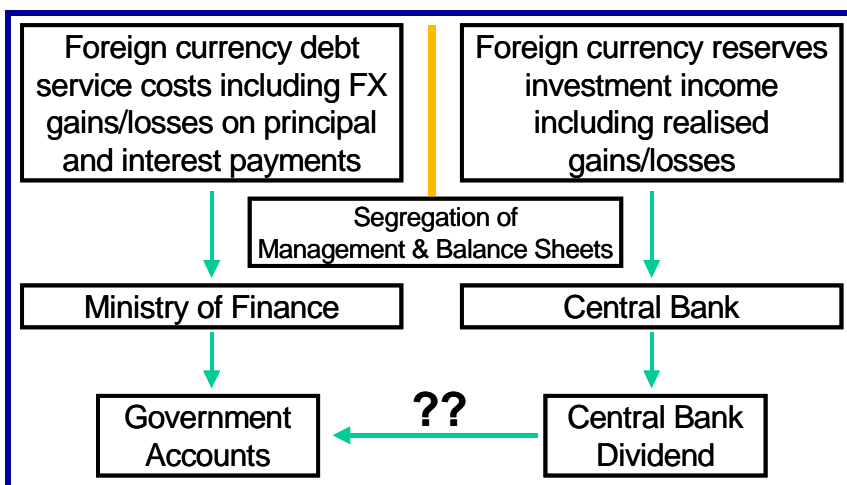 Foreign currency debt
service costs including FX
gains/losses on principal
and interest payments
Foreign currency reserves
investment income
including realised
gains/losses
Segregation of
Management & Balance Sheets
Ministry of Finance
Central Bank
Government
Accounts
??
Central Bank
Dividend